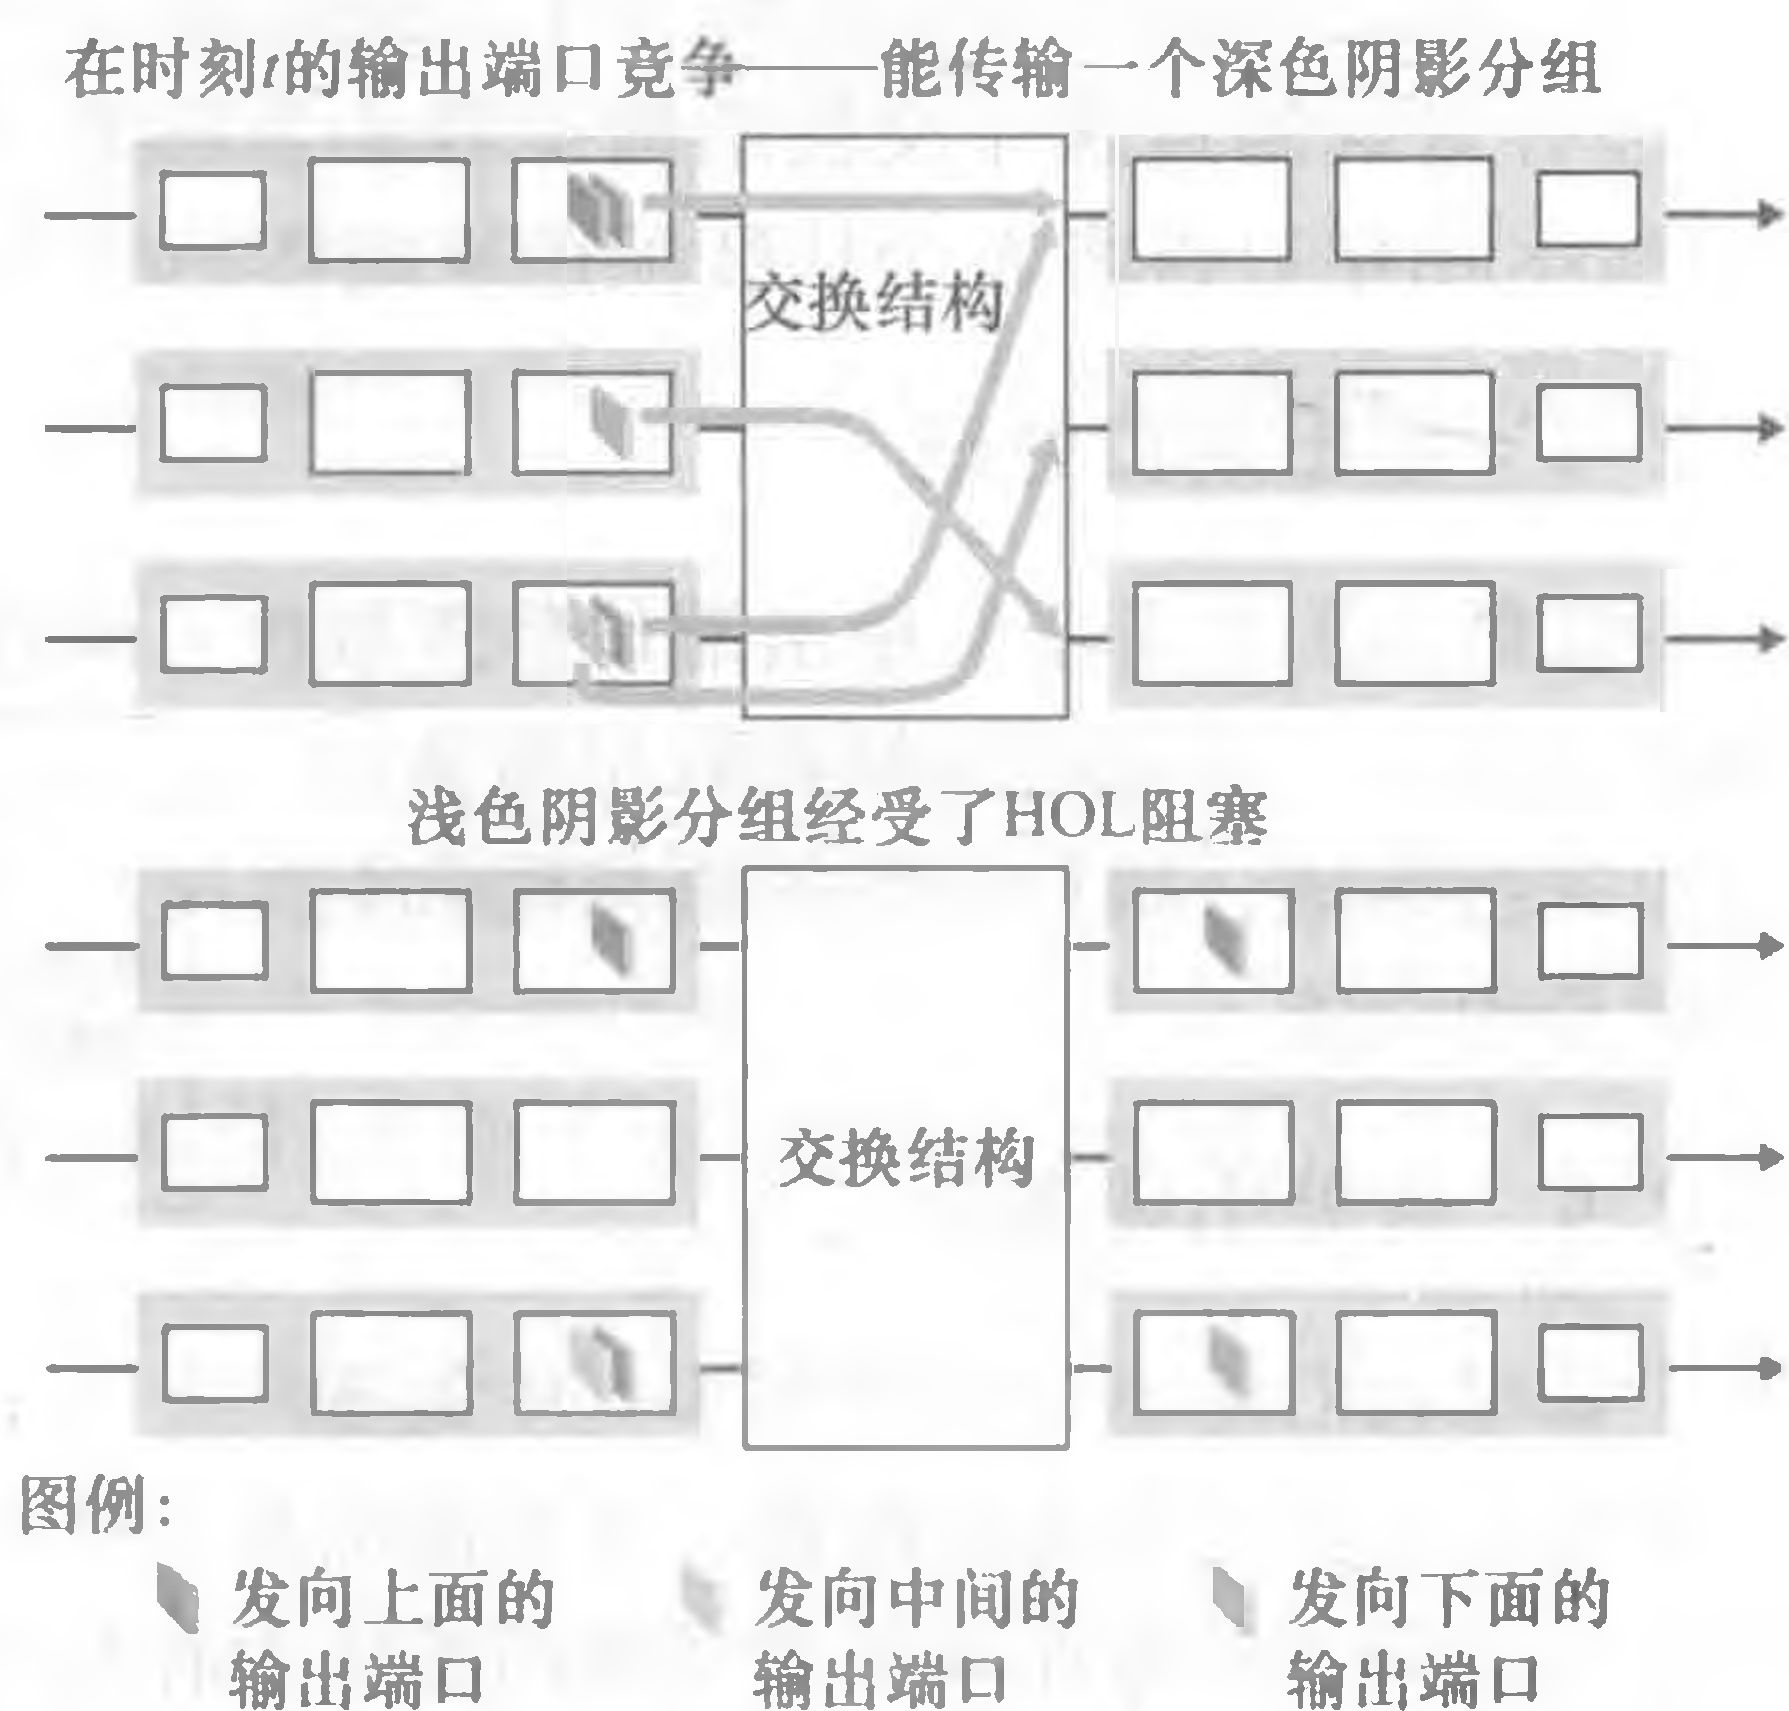 在时刻t的输出端口竞争——能传输一个深色阴影分组
交换结构
浅色阴影分组经受了HOL阻塞
交换结构
图例：
发向上面的
输出端口
发向中间的
输出端口
发向下面的
输出端口